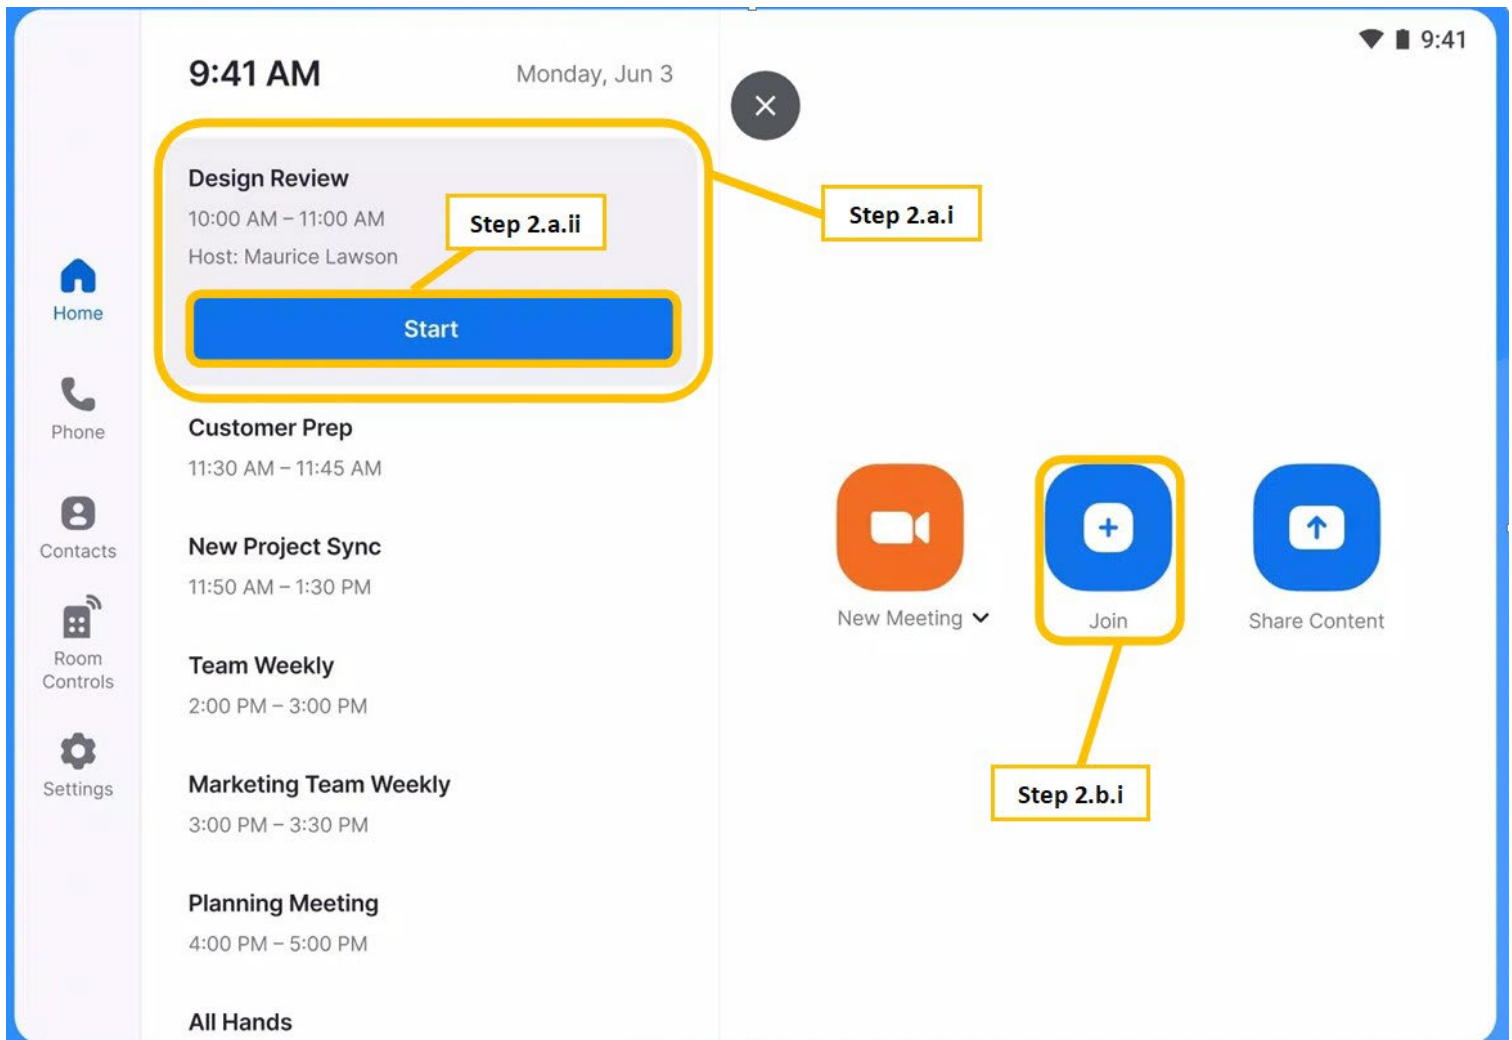 9:41
9:41 AM
Monday, Jun 3
Design Review
10:00 AM – 11:00 AM
Host: Maurice Lawson
Step 2.a.ii
Start
Step 2.a.i
Home
Phone
Contacts
Room
Controls
Settings
Customer Prep
11:30 AM – 11:45 AM
New Project Sync
11:50 AM – 1:30 PM
Team Weekly
2:00 PM – 3:00 PM
Marketing Team Weekly
3:00 PM – 3:30 PM
Planning Meeting
4:00 PM – 5:00 PM
All Hands
New Meeting
Join
Share Content
Step 2.b.i